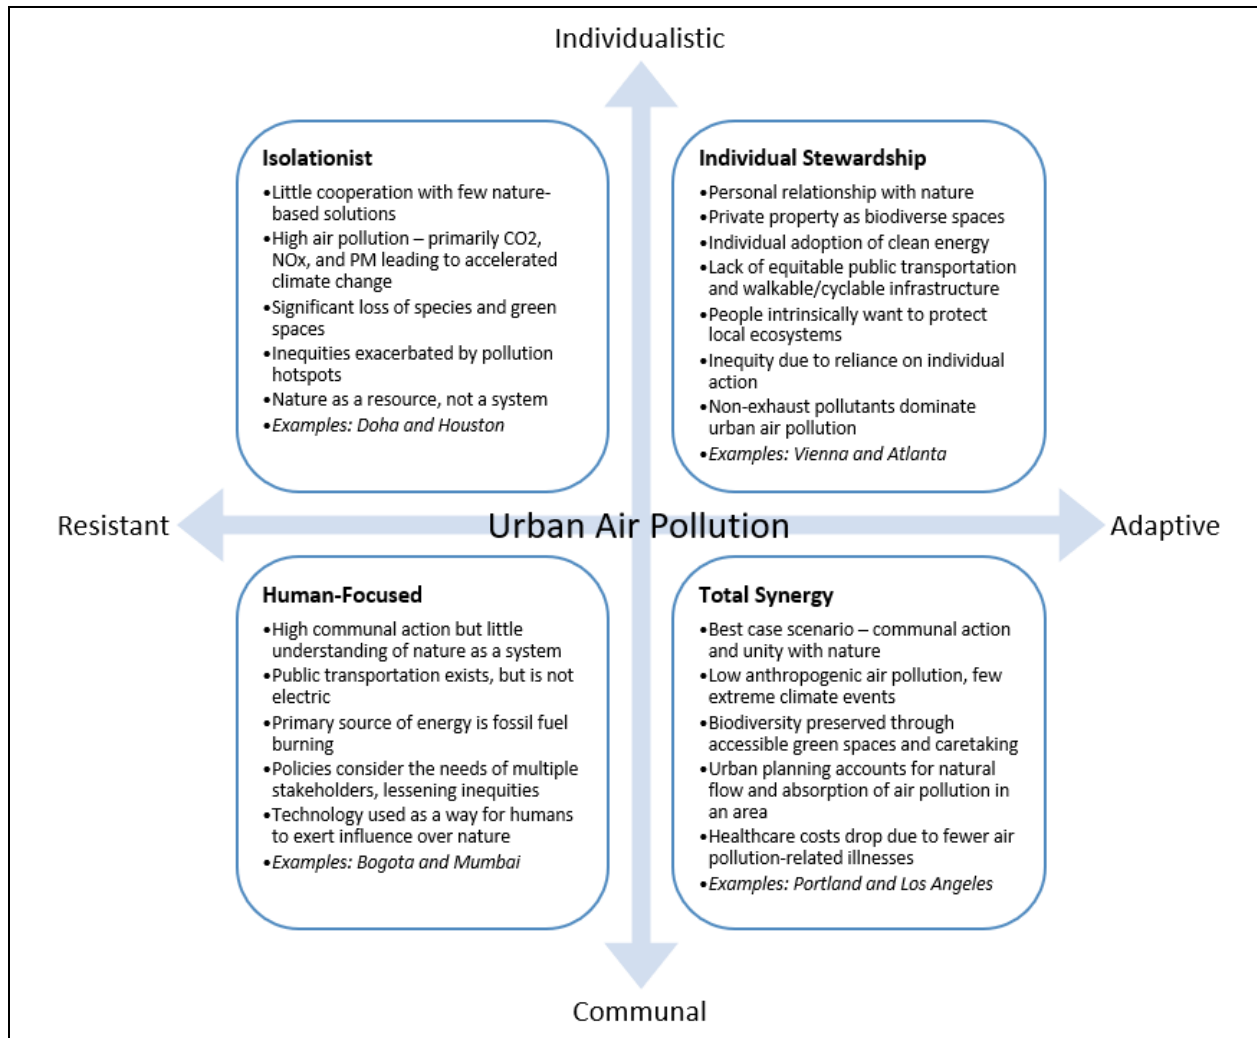 Individualistic
Isolationist
•Little cooperation with few nature-
based solutions
•High air pollution – primarily CO2,
NOx, and PM leading to accelerated
climate change
•Significant loss of species and green
spaces
•Inequities exacerbated by pollution
hotspots
•Nature as a resource, not a system
•Examples: Doha and Houston
Individual Stewardship
•Personal relationship with nature
•Private property as biodiverse spaces
•Individual adoption of clean energy
•Lack of equitable public transportation
and walkable/cyclable infrastructure
•People intrinsically want to protect
local ecosystems
•Inequity due to reliance on individual
action
•Non-exhaust pollutants dominate
urban air pollution
•Examples: Vienna and Atlanta
Resistant
Urban Air Pollution
Adaptive
Human-Focused
•High communal action but little
understanding of nature as a system
•Public transportation exists, but is not
electric
•Primary source of energy is fossil fuel
burning
•Policies consider the needs of multiple
stakeholders, lessening inequities
•Technology used as a way for humans
to exert influence over nature
•Examples: Bogota and Mumbai
Total Synergy
•Best case scenario – communal action
and unity with nature
•Low anthropogenic air pollution, few
extreme climate events
•Biodiversity preserved through
accessible green spaces and caretaking
•Urban planning accounts for natural
flow and absorption of air pollution in
an area
•Healthcare costs drop due to fewer air
pollution-related illnesses
•Examples: Portland and Los Angeles
Communal